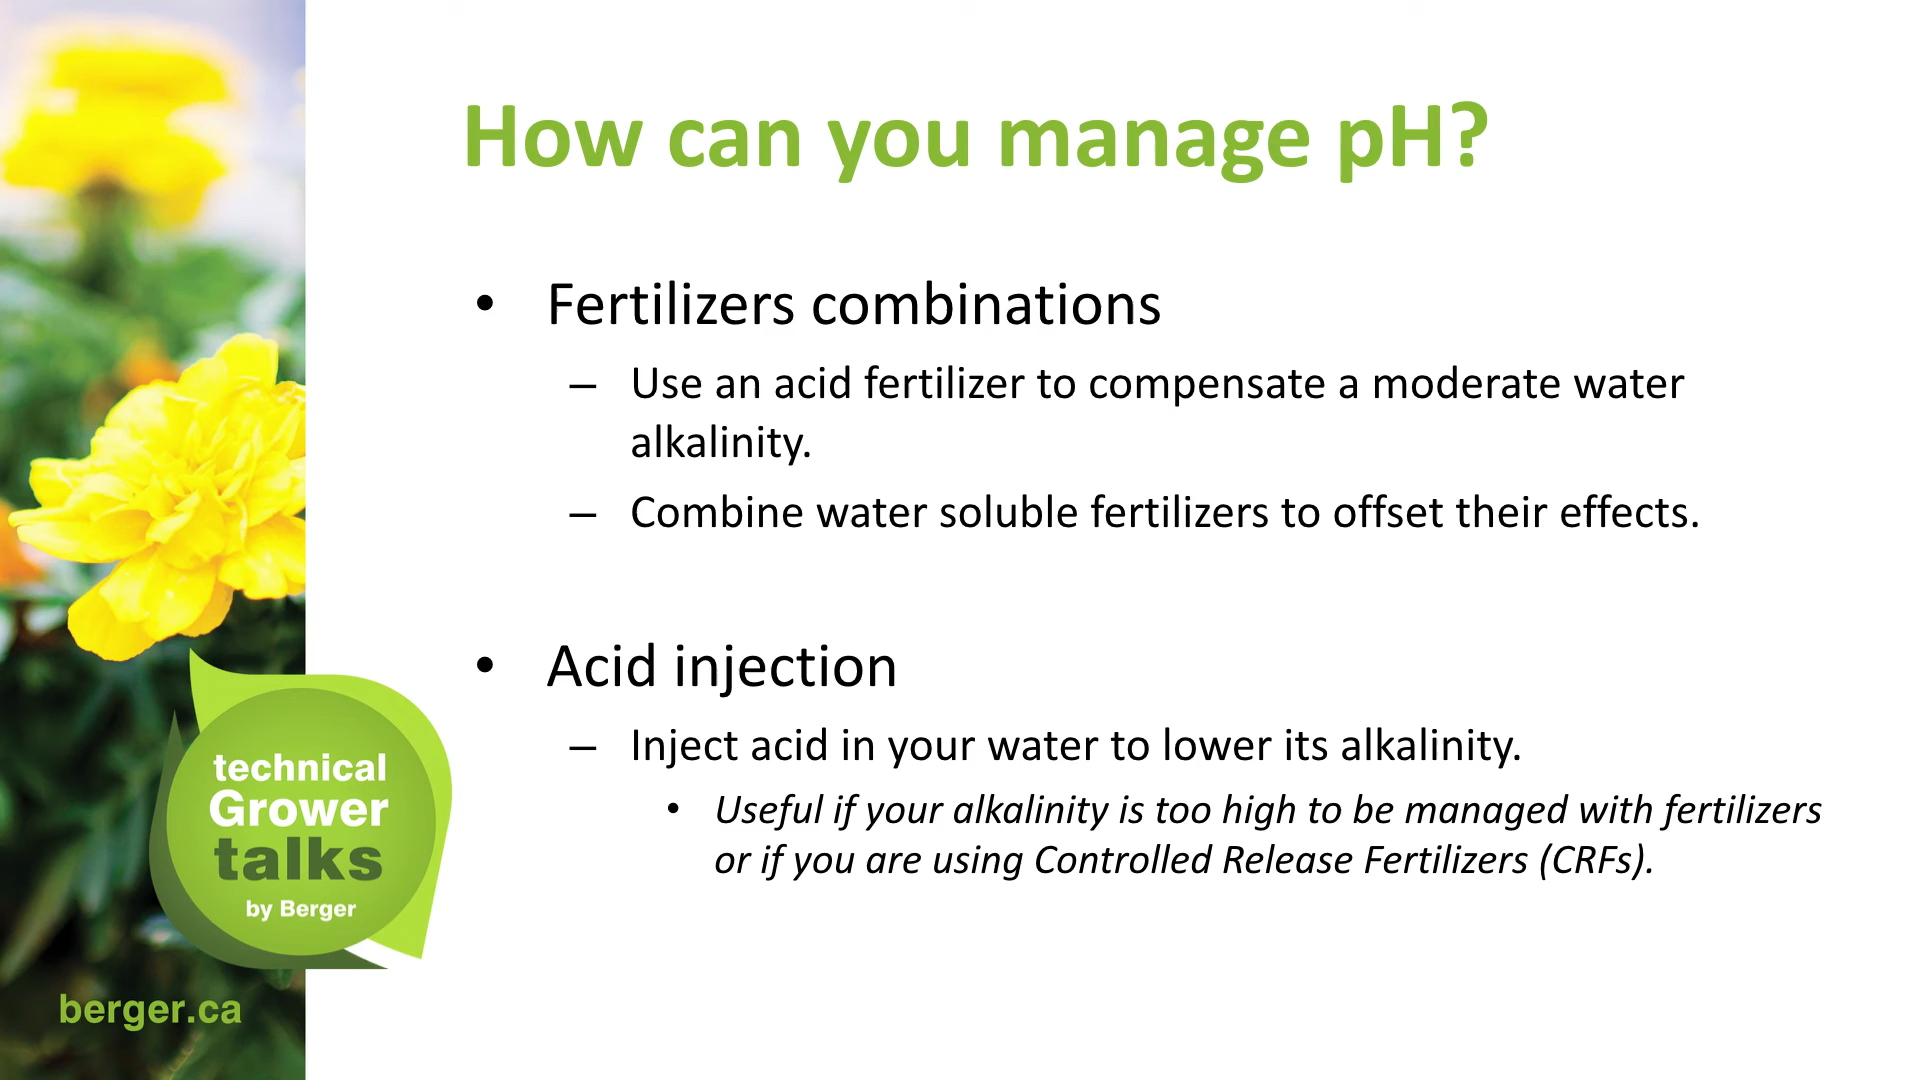 How can you manage pH?
• Fertilizers combinations
– Use an acid fertilizer to compensate a moderate water
alkalinity.
– Combine water soluble fertilizers to offset their effects.
• Acid injection
– Inject acid in your water to lower its alkalinity.
• Useful if your alkalinity is too high to be managed with fertilizers
or if you are using Controlled Release Fertilizers (CRFs).
technical
Grower
talks
by Berger
berger.ca